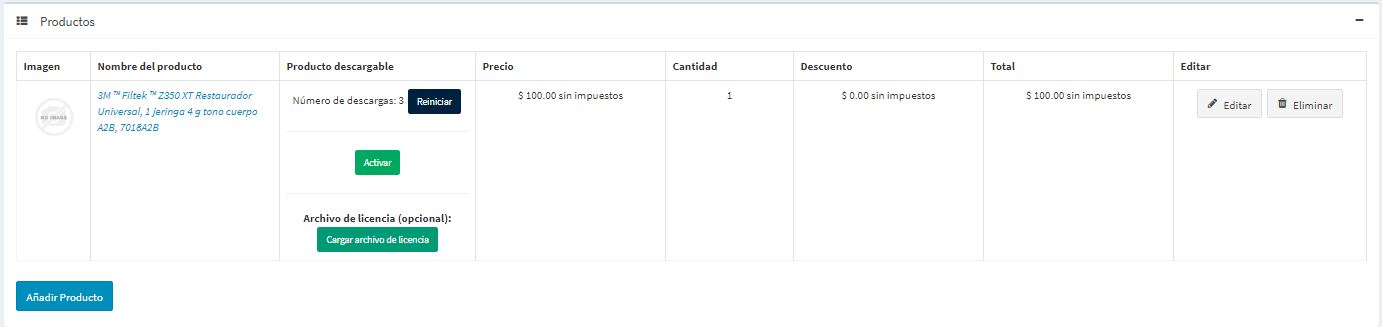 Productos
Imagen Nombre del producto Producto descargable Precio Cantidad Descuento Total Editar
NO IMAGE
3M ™ Filtek ™ Z350 XT Restaurador
Universal, 1 jeringa 4 g tono cuerpo
A2B, 7018A2B
Número de descargas: 3 Reiniciar
Activar
Archivo de licencia (opcional):
Cargar archivo de licencia
$ 100.00 sin impuestos
1
$ 0.00 sin impuestos
$ 100.00 sin impuestos
Editar Eliminar
Añadir Producto